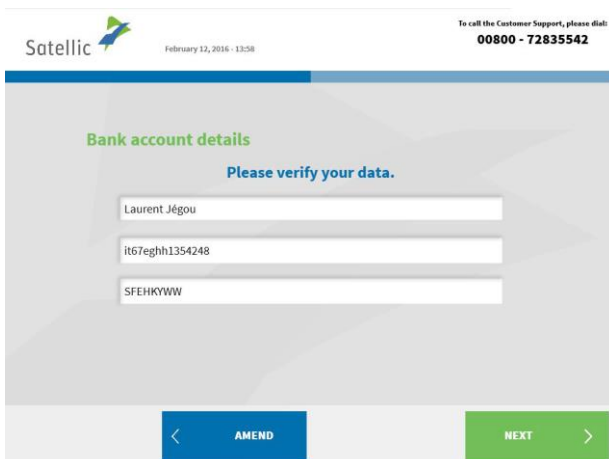 Satellic
February 12, 2016 - 13:58
To call the Customer Support, please dial:
00800 - 72835542
Bank account details
Please verify your data.
Laurent Jégou
it67eghh1354248
SFEHKYWW
AMEND
NEXT